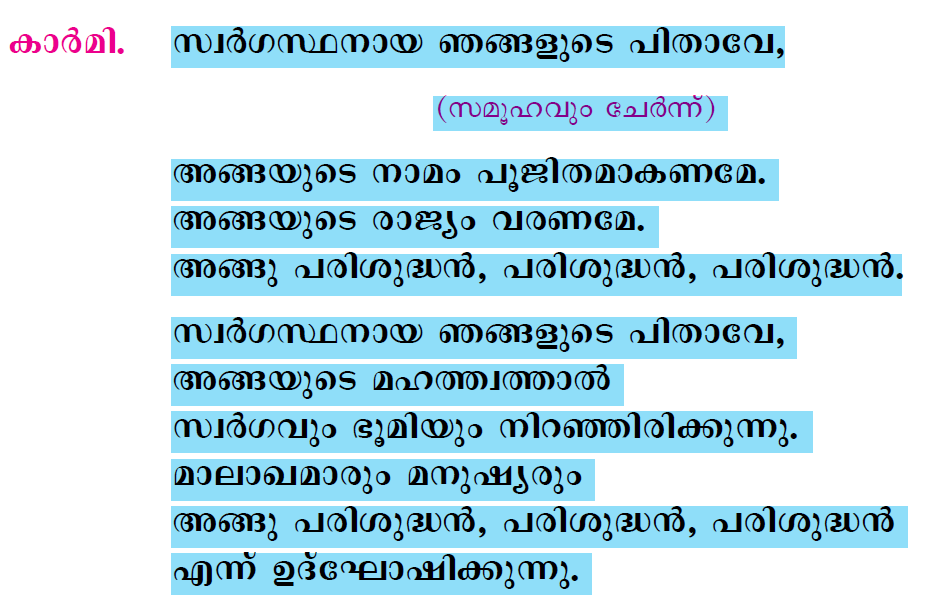 കാർമി. സ്വർഗസ്ഥനായ ഞങ്ങളുടെ പിതാവേ,
(സമൂഹവും ചേർന്ന്)
അങ്ങയുടെ നാമം പൂജിതമാകണമേ.
അങ്ങയുടെ രാജ്യം വരണമേ.
അങ്ങു പരിശുദ്ധൻ, പരിശുദ്ധൻ, പരിശുദ്ധൻ.
സ്വർഗസ്ഥനായ ഞങ്ങളുടെ പിതാവേ,
അങ്ങയുടെ മഹത്ത്വത്താൽ
സ്വർഗവും ഭൂമിയും നിറഞ്ഞിരിക്കുന്നു.
മാലാഖമാരും മനുഷ്യരും
അങ്ങു പരിശുദ്ധൻ, പരിശുദ്ധൻ, പരിശുദ്ധൻ
എന്ന് ഉദ്ഘോഷിക്കുന്നു.